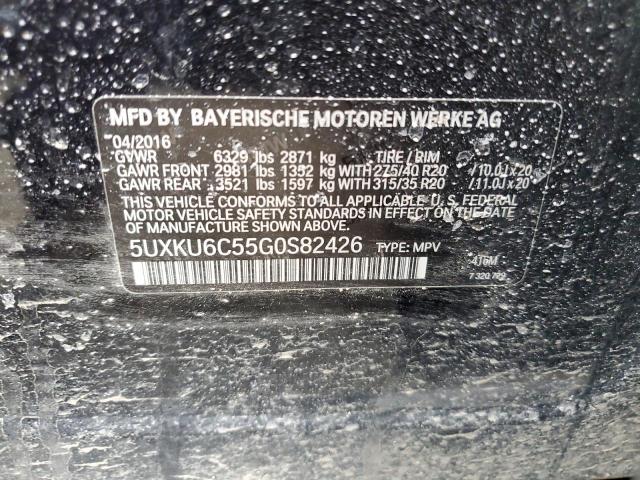 MFD BY BAYERISCHE MOTOREN WERKE AG
04/2016
GVWR 6329 lbs 2871 kg TIRE / RIM
GAWR FRONT 2981 lbs 1352 kg WITH 275/40 R20 / 10.0J x 20
GAWR REAR 3521 lbs 1597 kg WITH 315/35 R20 / 11.0J x 20
THIS VEHICLE CONFORMS TO ALL APPLICABLE U.S. FEDERAL
MOTOR VEHICLE SAFETY STANDARDS IN
EFFECT ON THE DATE OF MANUFACTURE SHOWN ABOVE.
5UXKU6C55G0S82426 TYPE: MPV
416M